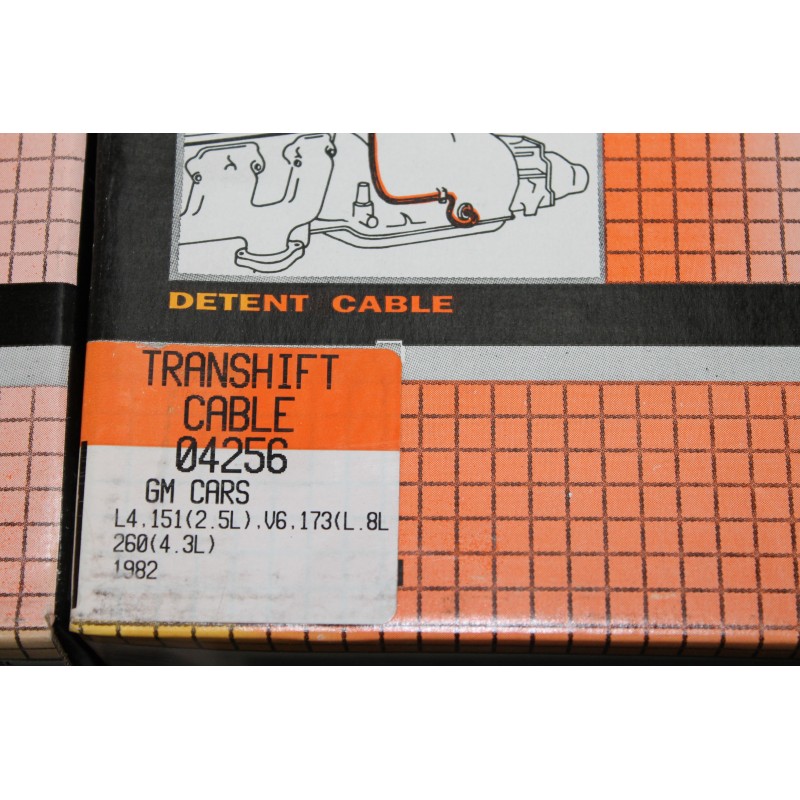 DETENT CABLE
TRANSHIFT
CABLE
04256
GM CARS
L4.151(2.5L).V6.173(L.8L
260(4.3L)
1982